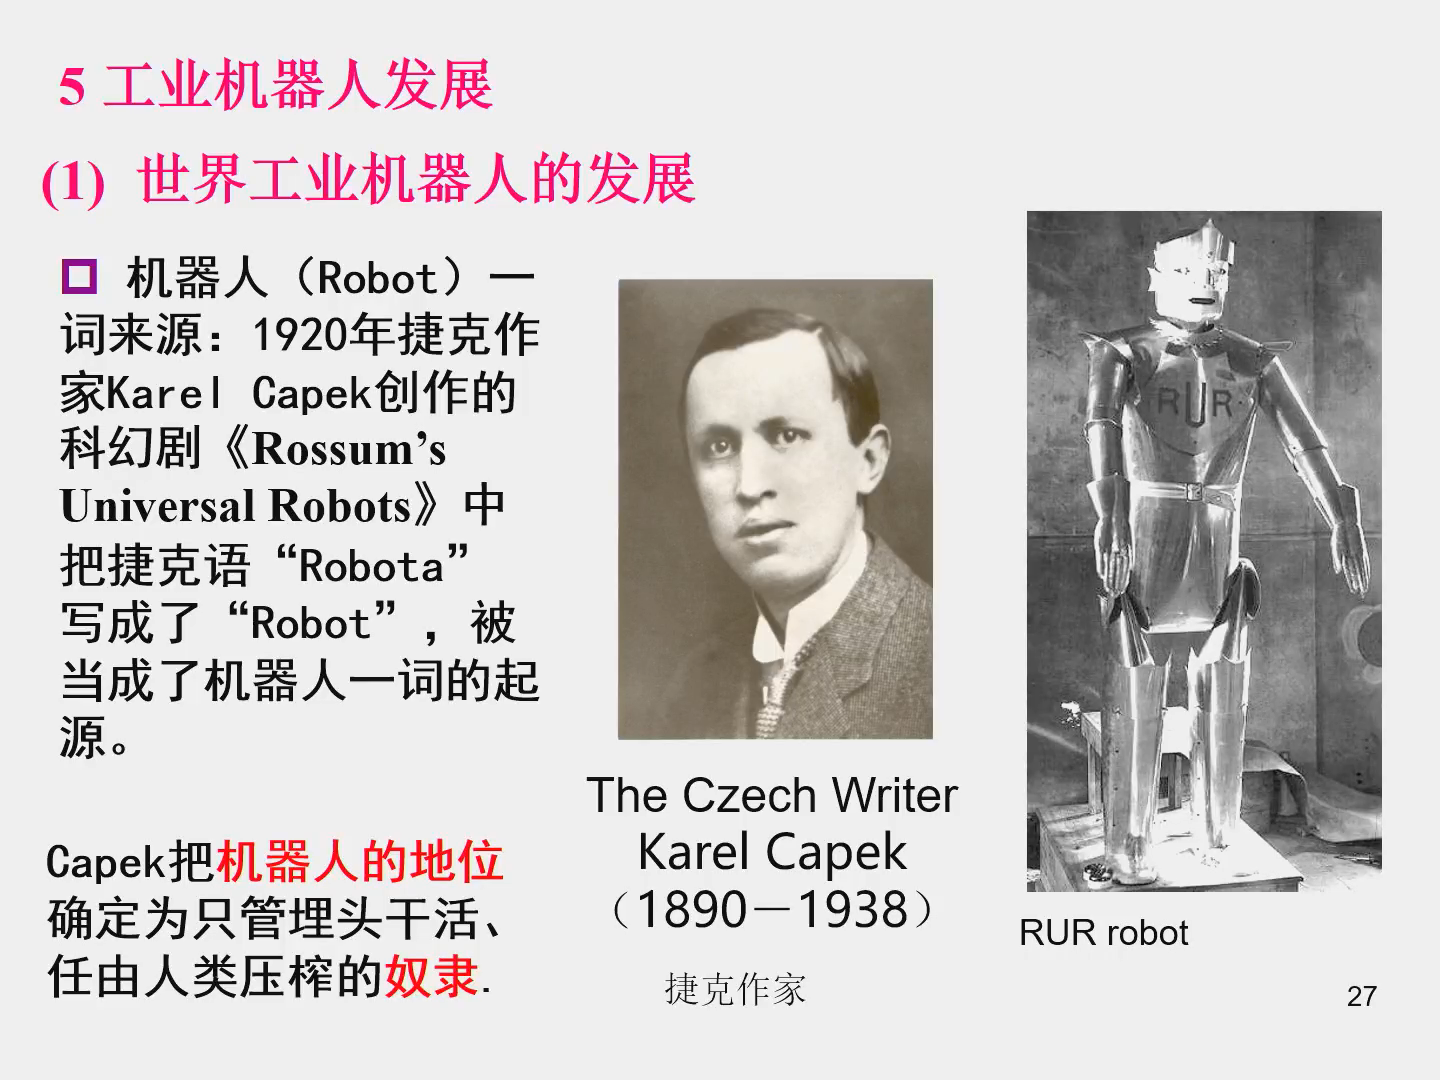 5 工业机器人发展
(1) 世界工业机器人的发展
机器人（Robot）一
词来源：1920年捷克作
家Karel Capek创作的
科幻剧《Rossum’s
Universal Robots》中
把捷克语“Robota”
写成了“Robot”，被
当成了机器人一词的起
源。
Capek把机器人的地位
确定为只管埋头干活、
任由人类压榨的奴隶.
The Czech Writer
Karel Capek
（1890－1938）
捷克作家
RUR
RUR robot
27